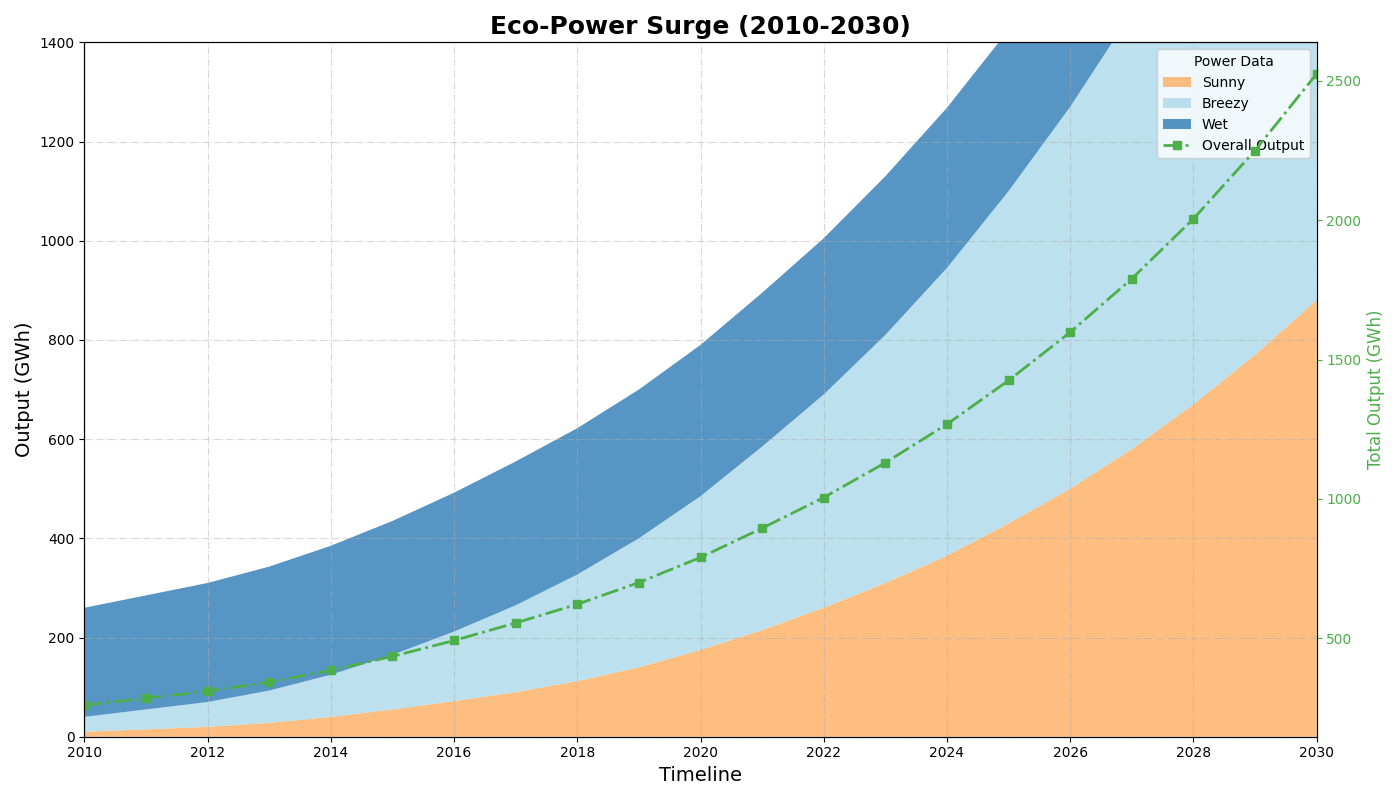 Eco-Power Surge (2010-2030)
Output (GWh)
1400
1200
1000
800
600
400
200
0
Power Data
Sunny
Breezy
Wet
Overall Output
2500
2000
1500
1000
500
Total Output (GWh)
2010 2012 2014 2016 2018 2020 2022 2024 2026 2028 2030
Timeline